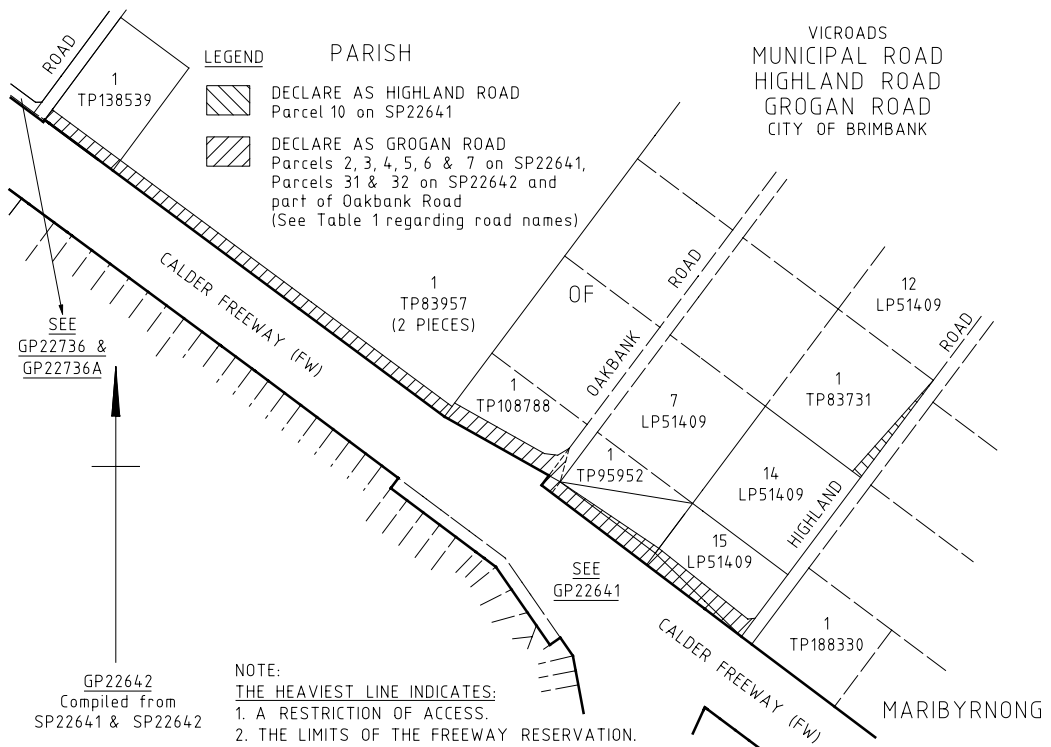 ROAD
1
TP138539
LEGEND
PARISH
DECLARE AS HIGHLAND ROAD
Parcel 10 on SP22641
DECLARE AS GROGAN ROAD
Parcels 2, 3, 4, 5, 6 & 7 on SP22641,
Parcels 31 & 32 on SP22642 and
part of Oakbank Road
(See Table 1 regarding road names)
VICROADS
MUNICIPAL ROAD
HIGHLAND ROAD
GROGAN ROAD
CITY OF BRIMBANK
CALDER FREEWAY (FW)
1
TP83957
(2 PIECES)
OF
OAKBANK
ROAD
12
LP51409
ROAD
SEE
GP22736 &
GP22736A
1
TP108788
7
LP51409
1
TP83731
1
TP95952
14
LP51409
HIGHLAND
15
LP51409
SEE
GP22641
1
TP188330
CALDER FREEWAY (FW)
MARIBYRNONG
GP22642
Compiled from
SP22641 & SP22642
NOTE:
THE HEAVIEST LINE INDICATES:
1. A RESTRICTION OF ACCESS.
2. THE LIMITS OF THE FREEWAY RESERVATION.